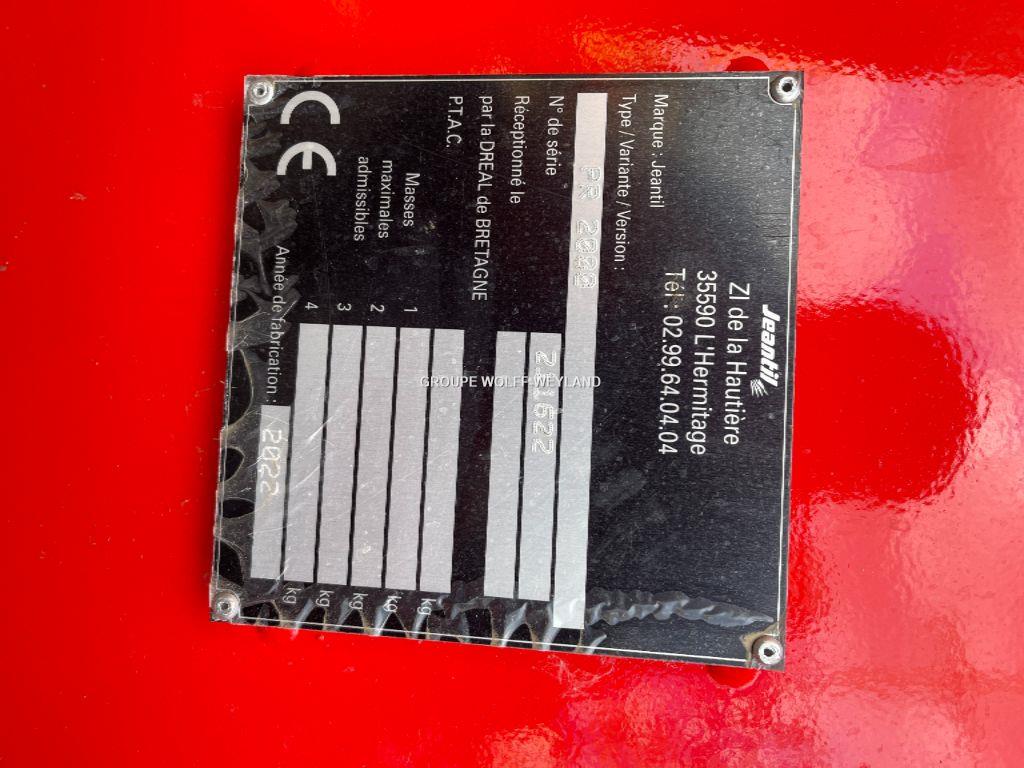 Jeantil
ZI de la Hautière
35590 L'Hermitage
Tél : 02.99.64.04.04
Marque : Jeantil
Type / Variante / Version :
PR 2000
N° de série
Réceptionné le
par la DREAL de BRETAGNE
P.T.A.C. kg
Masses maximales admissibles
1 kg
2 kg
3 kg
4 kg
CE
Année de fabrication : 2022
GROUPE WOLFF-WEYLAND